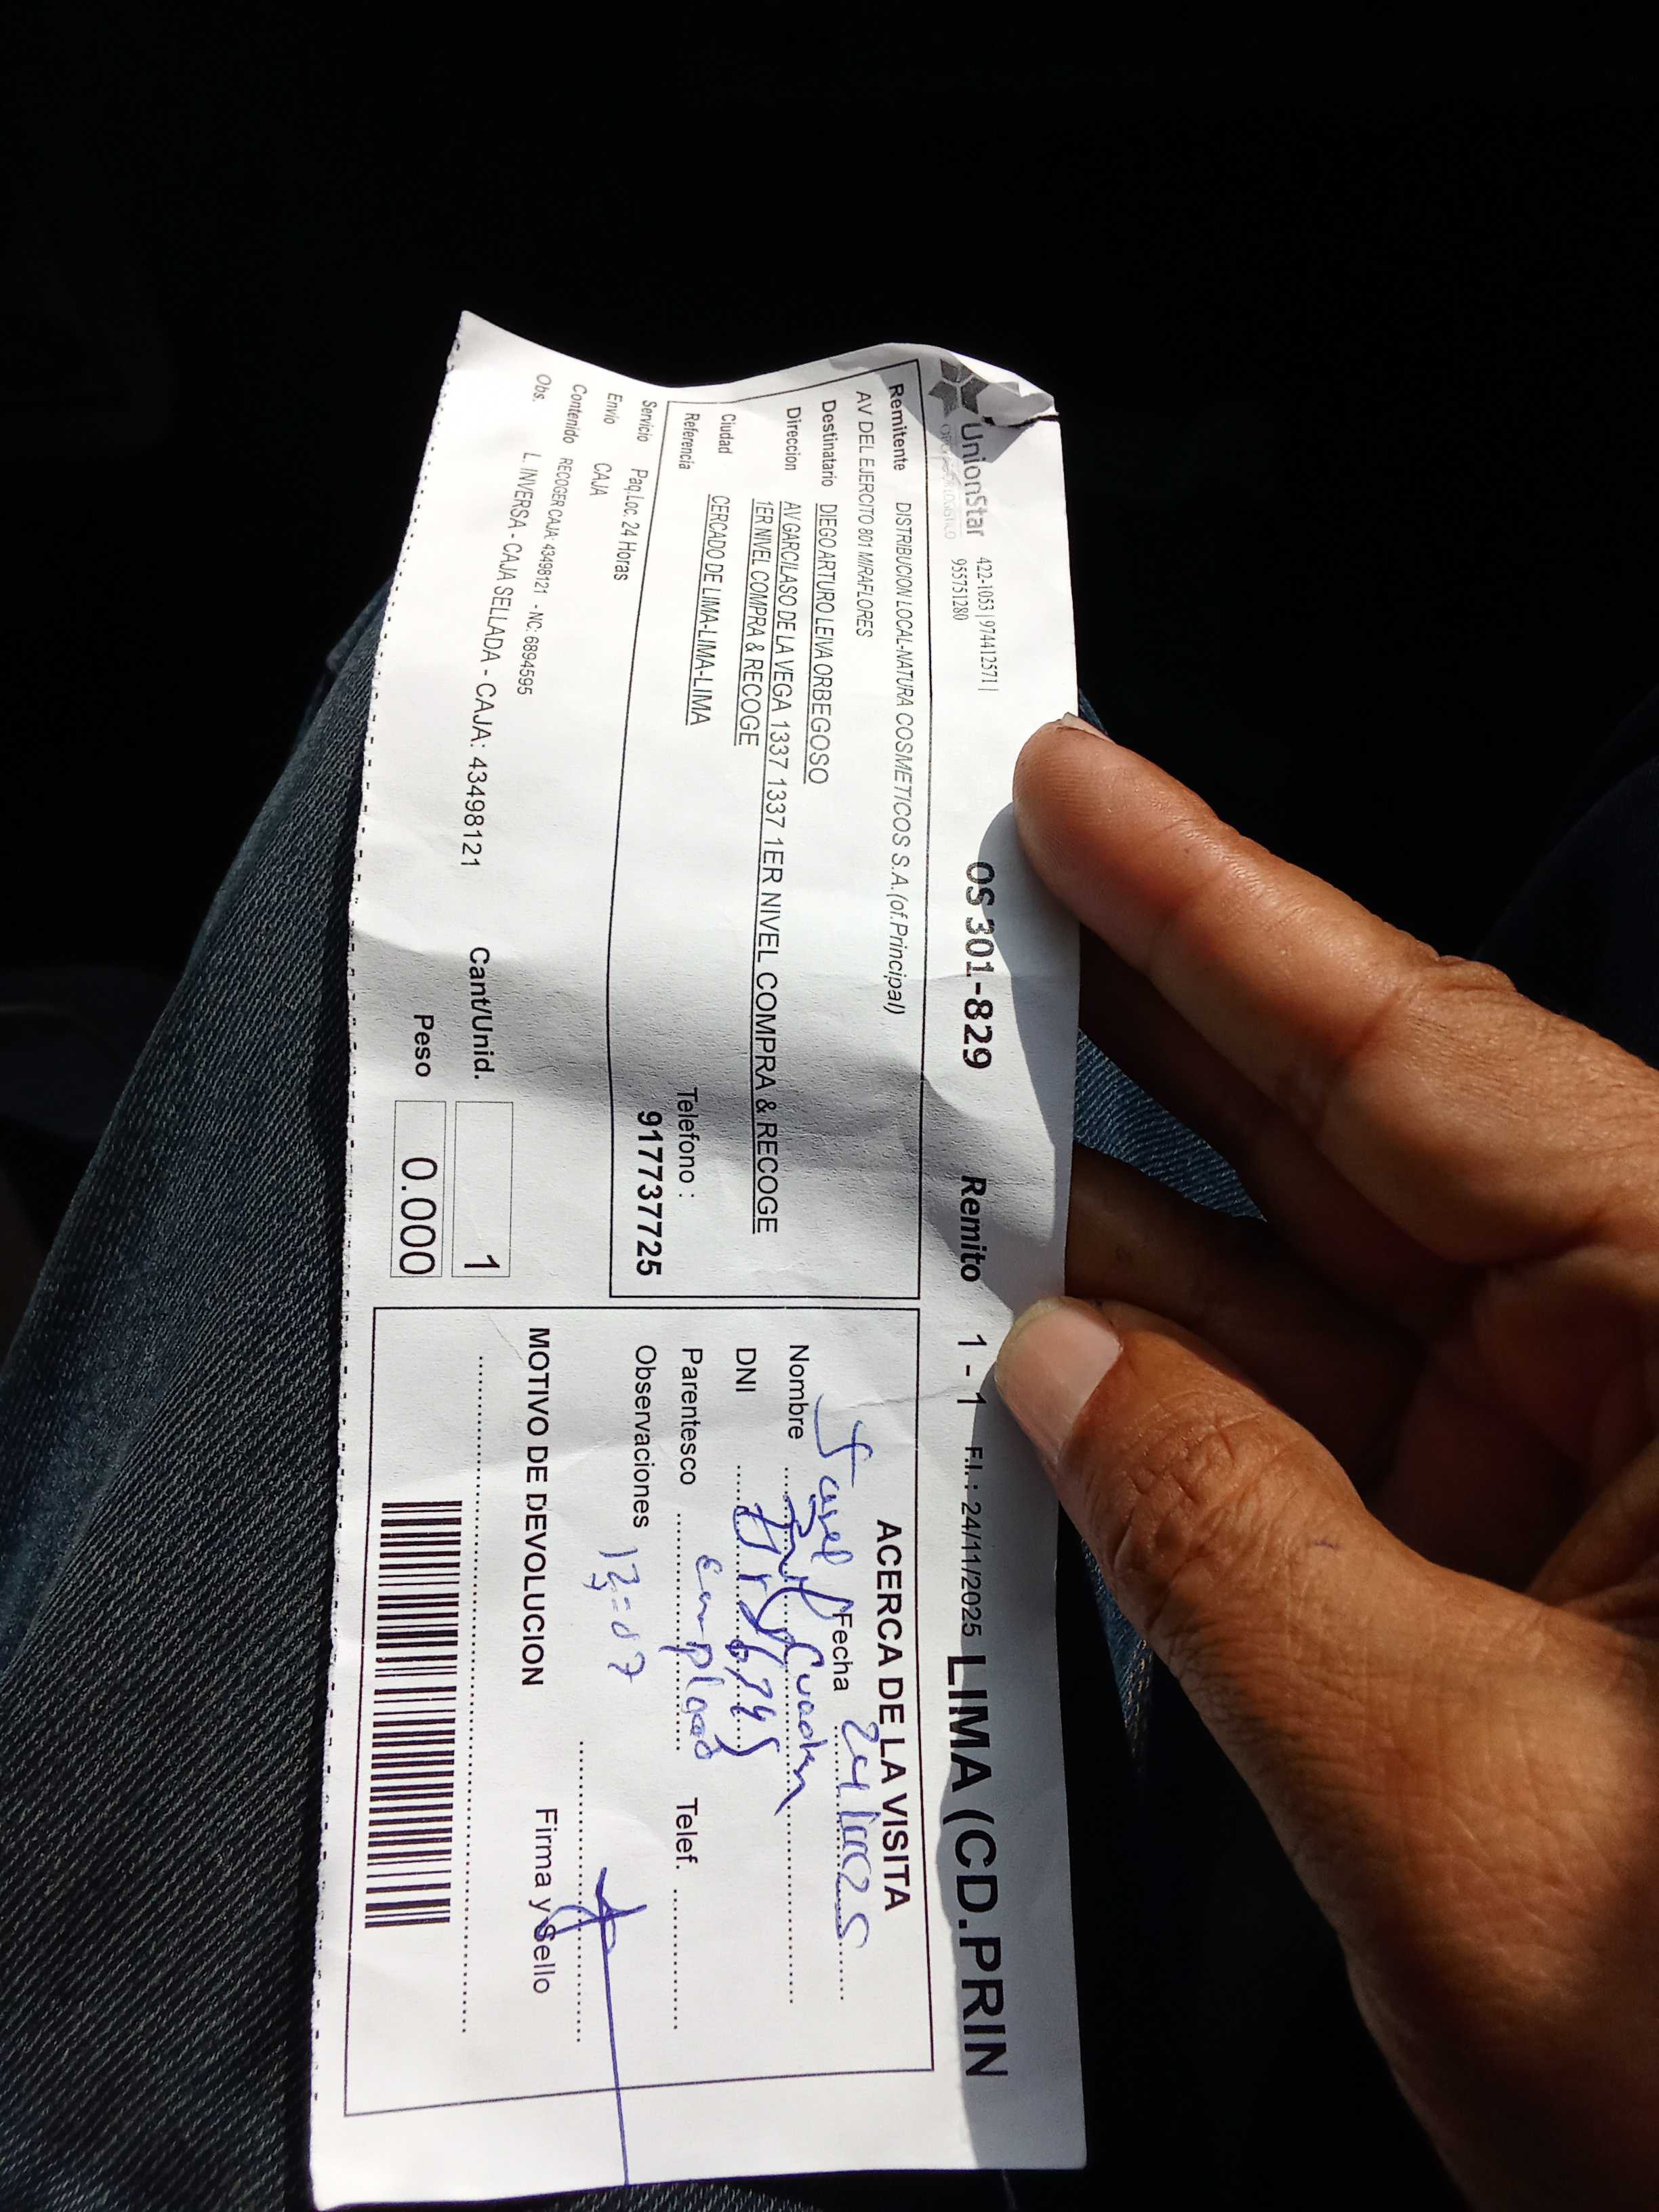 UnionStar 422-1053 | 974412571 |
955751280
OS 301-829 Remito 1 - 1 F.I. : 24/11/2025 LIMA (CD.PRIN
Remitente DISTRIBUCION LOCAL-NATURA COSMETICOS S.A.(of.Principal)
AV DEL EJERCITO 801 MIRAFLORES
Destinatario DIEGO ARTURO LEIVA ORBEGOSO
Direccion AV GARCILASO DE LA VEGA 1337 1337 1ER NIVEL COMPRA & RECOGE
1ER NIVEL COMPRA & RECOGE
Ciudad CERCADO DE LIMA-LIMA-LIMA
Referencia
Telefono :
917737725
Servicio Paq.Loc. 24 Horas
Envio CAJA
Contenido RECOGER CAJA: 43498121 - NC: 6894595
Obs. L. INVERSA - CAJA SELLADA - CAJA: 43498121
Cant/Unid. 1
Peso 0.000
ACERCA DE LA VISITA
Fecha
Nombre
DNI
Parentesco Telef.
Observaciones
MOTIVO DE DEVOLUCION Firma y Sello